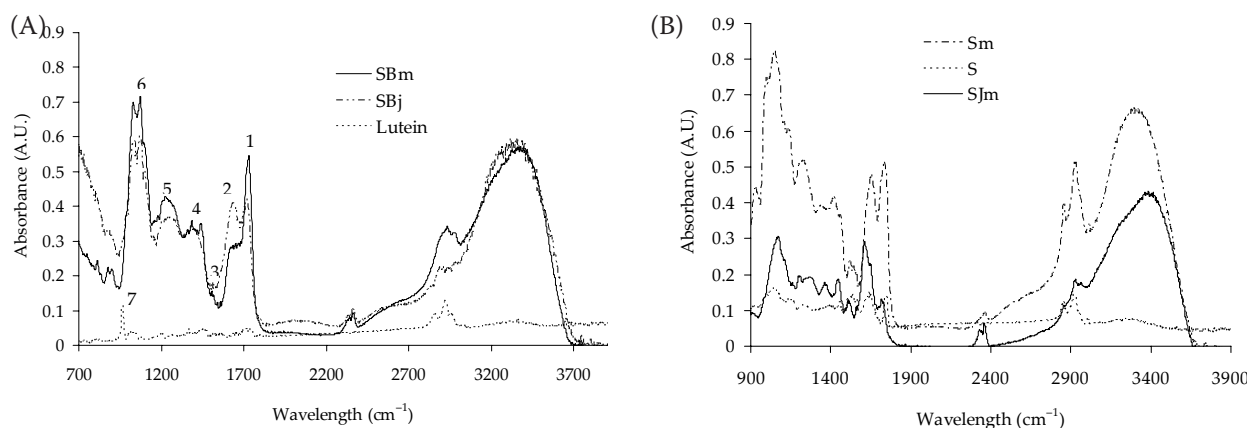 (A)
0.9
0.8
0.7
0.6
0.5
0.4
0.3
0.2
0.1
0
Absorbance (A.U.)
SBm
SBj
Lutein
6
1
2
5
4
3
7
700 1200 1700 2200 2700 3200 3700
Wavelength (cm⁻¹)
(B)
0.9
0.8
0.7
0.6
0.5
0.4
0.3
0.2
0.1
0
Absorbance (A.U.)
Sm
S
SJm
900 1400 1900 2400 2900 3400 3900
Wavelength (cm⁻¹)